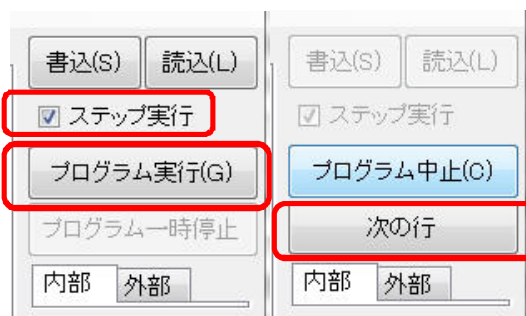 書込(S) 読込(L)
ステップ実行
プログラム実行(G)
プログラム一時停止
内部 外部
書込(S) 読込(L)
ステップ実行
プログラム中止(C)
次の行
内部 外部